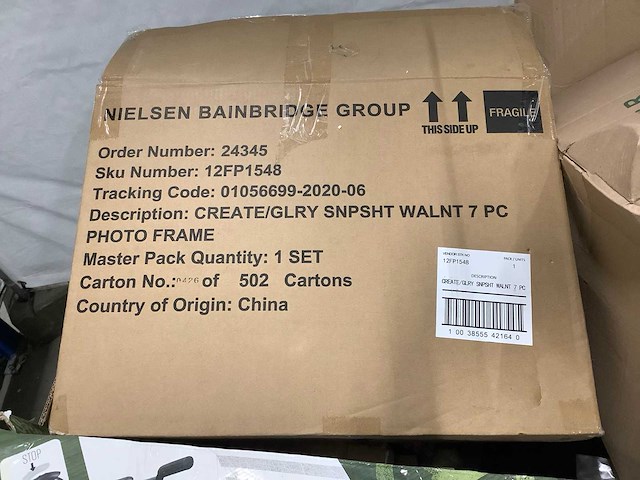 NIELSEN BAINBRIDGE GROUP
THIS SIDE UP
FRAGILE
Order Number: 24345
Sku Number: 12FP1548
Tracking Code: 01056699-2020-06
Description: CREATE/GLRY SNPSHT WALNT 7 PC
PHOTO FRAME
Master Pack Quantity: 1 SET
Carton No.: 0426 of 502 Cartons
Country of Origin: China
12FP1548
1
DESCRIPTION
CREATE/GLRY SNPSHT WALNT 7 PC
1 00 38555 42164 0
STOP